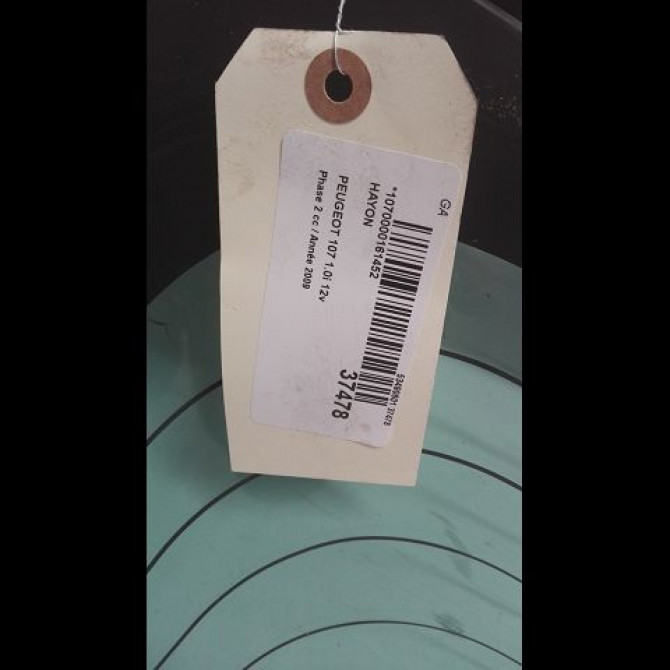 GA
*1070000161452
HAYON
PEUGEOT 107 1.0i 12v
Phase 2 cc / Année 2009
37478